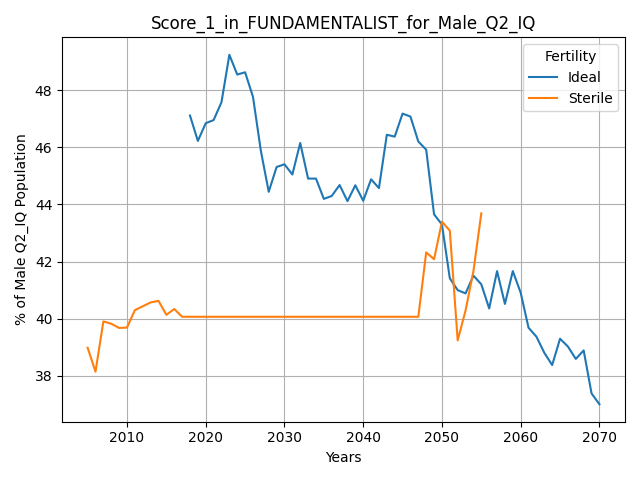 Score_1_in_FUNDAMENTALIST_for_Male_Q2_IQ
Fertility
Ideal
Sterile
% of Male Q2_IQ Population
48
46
44
42
40
38
2010 2020 2030 2040 2050 2060 2070
Years